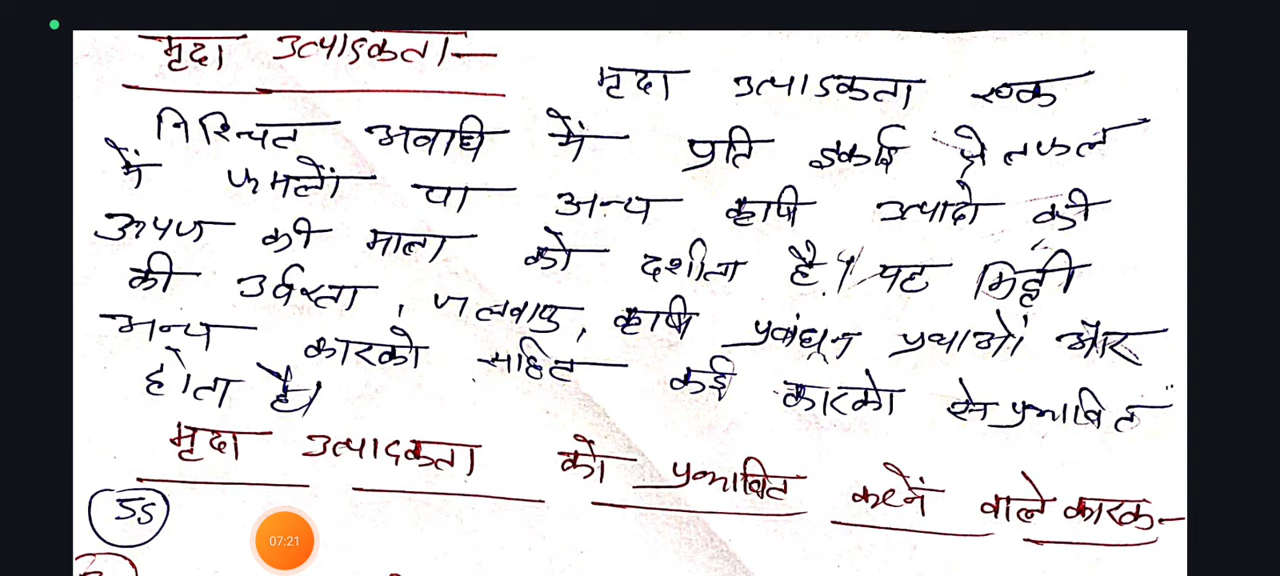 मृदा उत्पादकता—
मृदा उत्पादकता एक
निश्चित अवधि में प्रति इकाई क्षेत्रफल
में फसलों या अन्य कृषि उत्पादो की
ऊपज की मात्रा को दर्शाता है। यह मिट्टी
की उर्वरता, जलवायु, कृषि प्रबंधन प्रथाओं और
अन्य कारको सहित कई कारको से प्रभावित
होता है।
मृदा उत्पादकता को प्रभावित करनें वाले कारक-
55
07:21